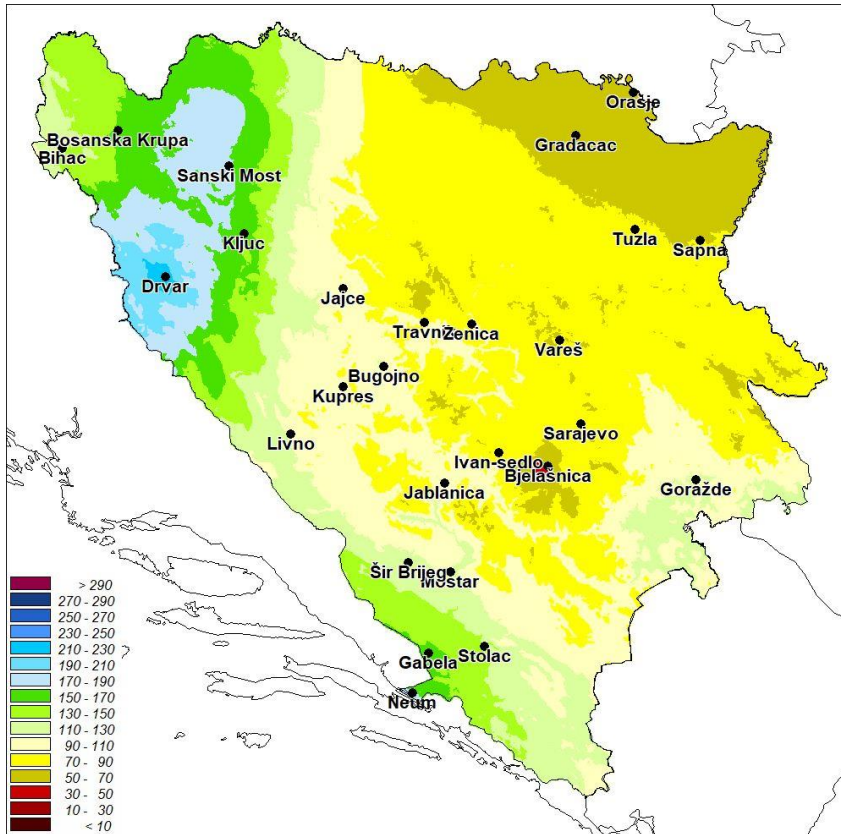 Orašje
Gradacac
Bosanska Krupa
Bihac
Sanski Most
Kljuc
Tuzla
Sapna
Drvar
Jajce
Travnik
Zenica
Vareš
Bugojno
Kupres
Livno
Sarajevo
Ivan-sedlo
Bjelašnica
Jablanica
Goražde
Šir Brijeg
Mostar
Stolac
Gabela
Neum
> 290
270 - 290
250 - 270
230 - 250
210 - 230
190 - 210
170 - 190
150 - 170
130 - 150
110 - 130
90 - 110
70 - 90
50 - 70
30 - 50
10 - 30
< 10